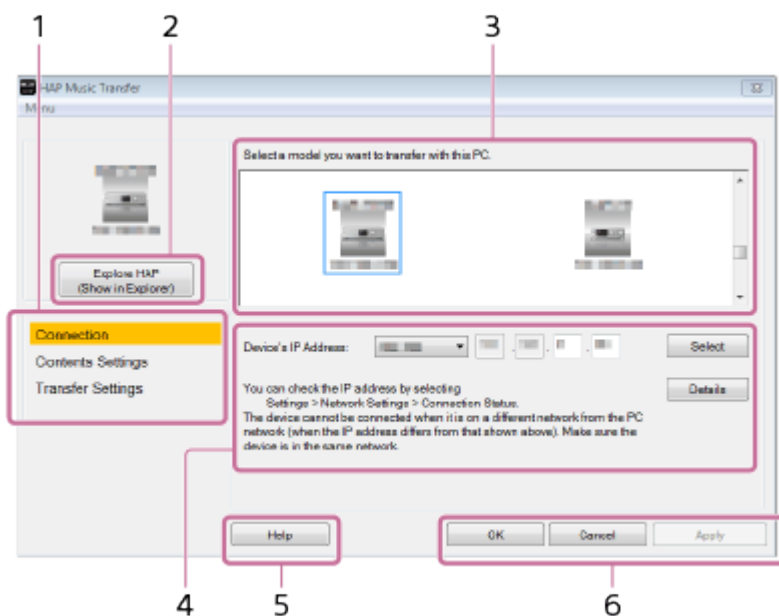 1 2 3
HAP Music Transfer
Menu
Select a model you want to transfer with this PC.
Explore HAP
(Show in Explorer)
Connection
Contents Settings
Transfer Settings
Device's IP Address:
Select
You can check the IP address by selecting
Settings > Network Settings > Connection Status.
Details
The device cannot be connected when it is on a different network from the PC
network (when the IP address differs from that shown above). Make sure the
device is in the same network.
Help
OK Cancel Apply
4 5 6